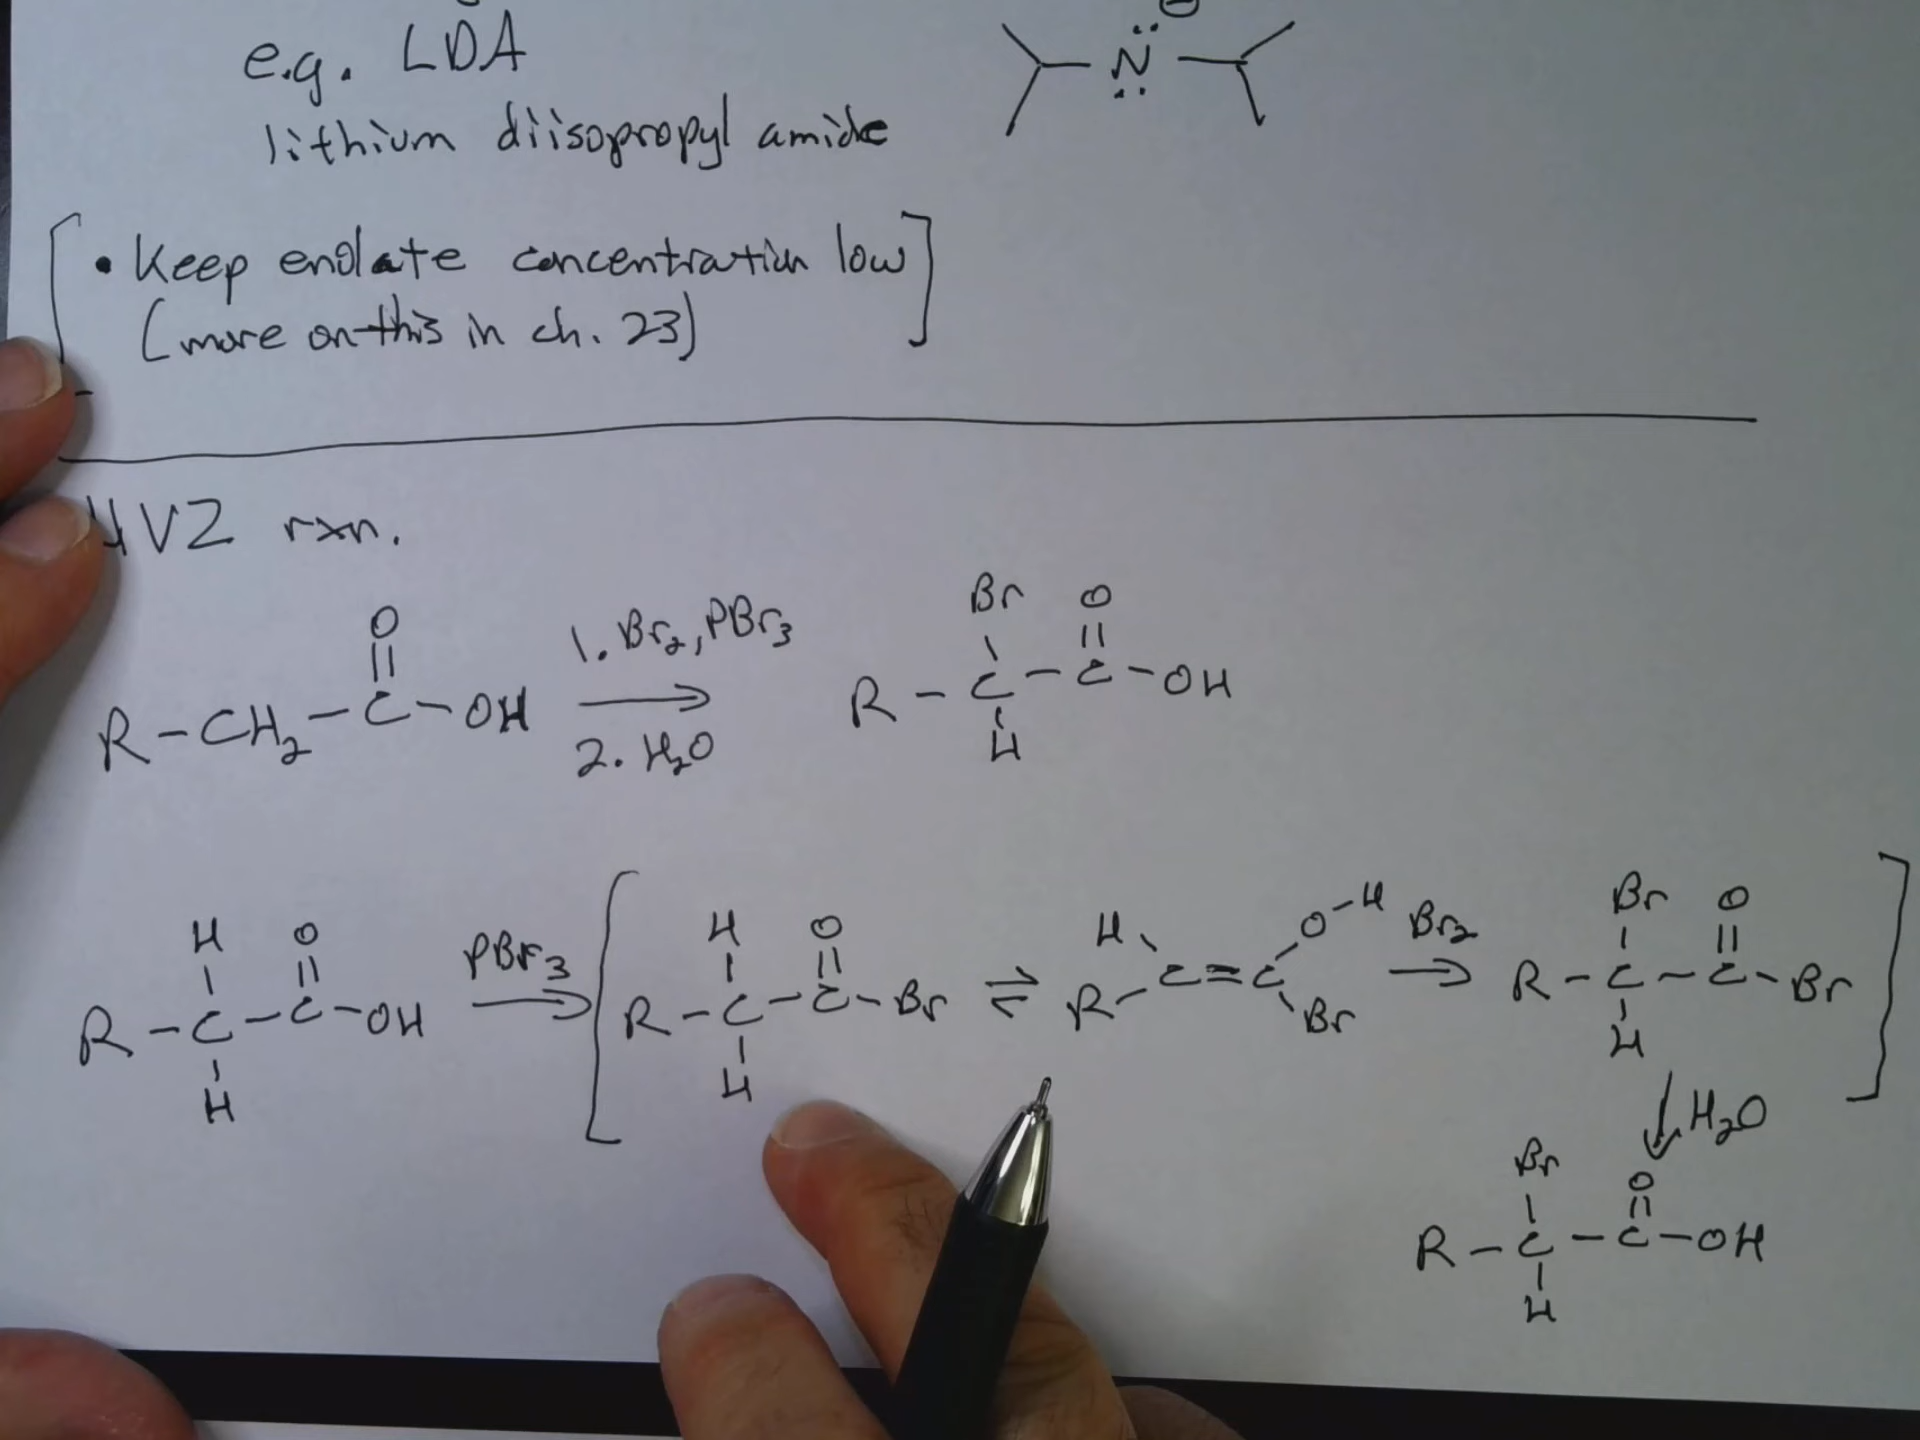 e.g. LDA
lithium diisopropyl amide
⊖
N
• Keep enolate concentration low
(more on this in ch. 23)
HVZ rxn.
O
R-CH2-C-OH
1. Br2, PBr3
2. H2O
Br O
R-C-C-OH
H
H O
R-C-C-OH
H
PBr3
H O
R-C-C-Br
H
⇌
H O-H
R C=C
Br
Br2
Br O
R-C-C-Br
H
H2O
Br O
R-C-C-OH
H